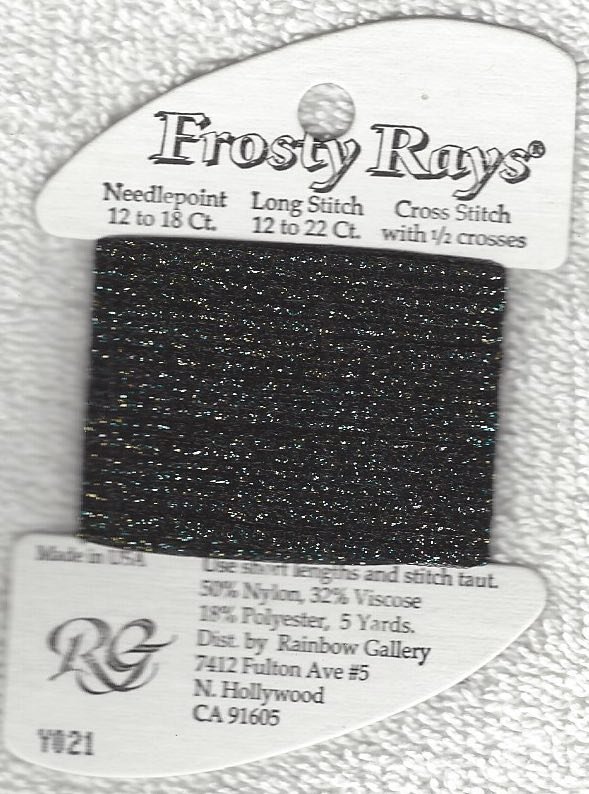 Frosty Rays®
Needlepoint Long Stitch Cross Stitch
12 to 18 Ct. 12 to 22 Ct. with 1/2 crosses
Made in USA
Use short lengths and stitch taut.
50% Nylon, 32% Viscose
18% Polyester, 5 Yards.
Dist. by Rainbow Gallery
7412 Fulton Ave #5
N. Hollywood
CA 91605
RG
Y021